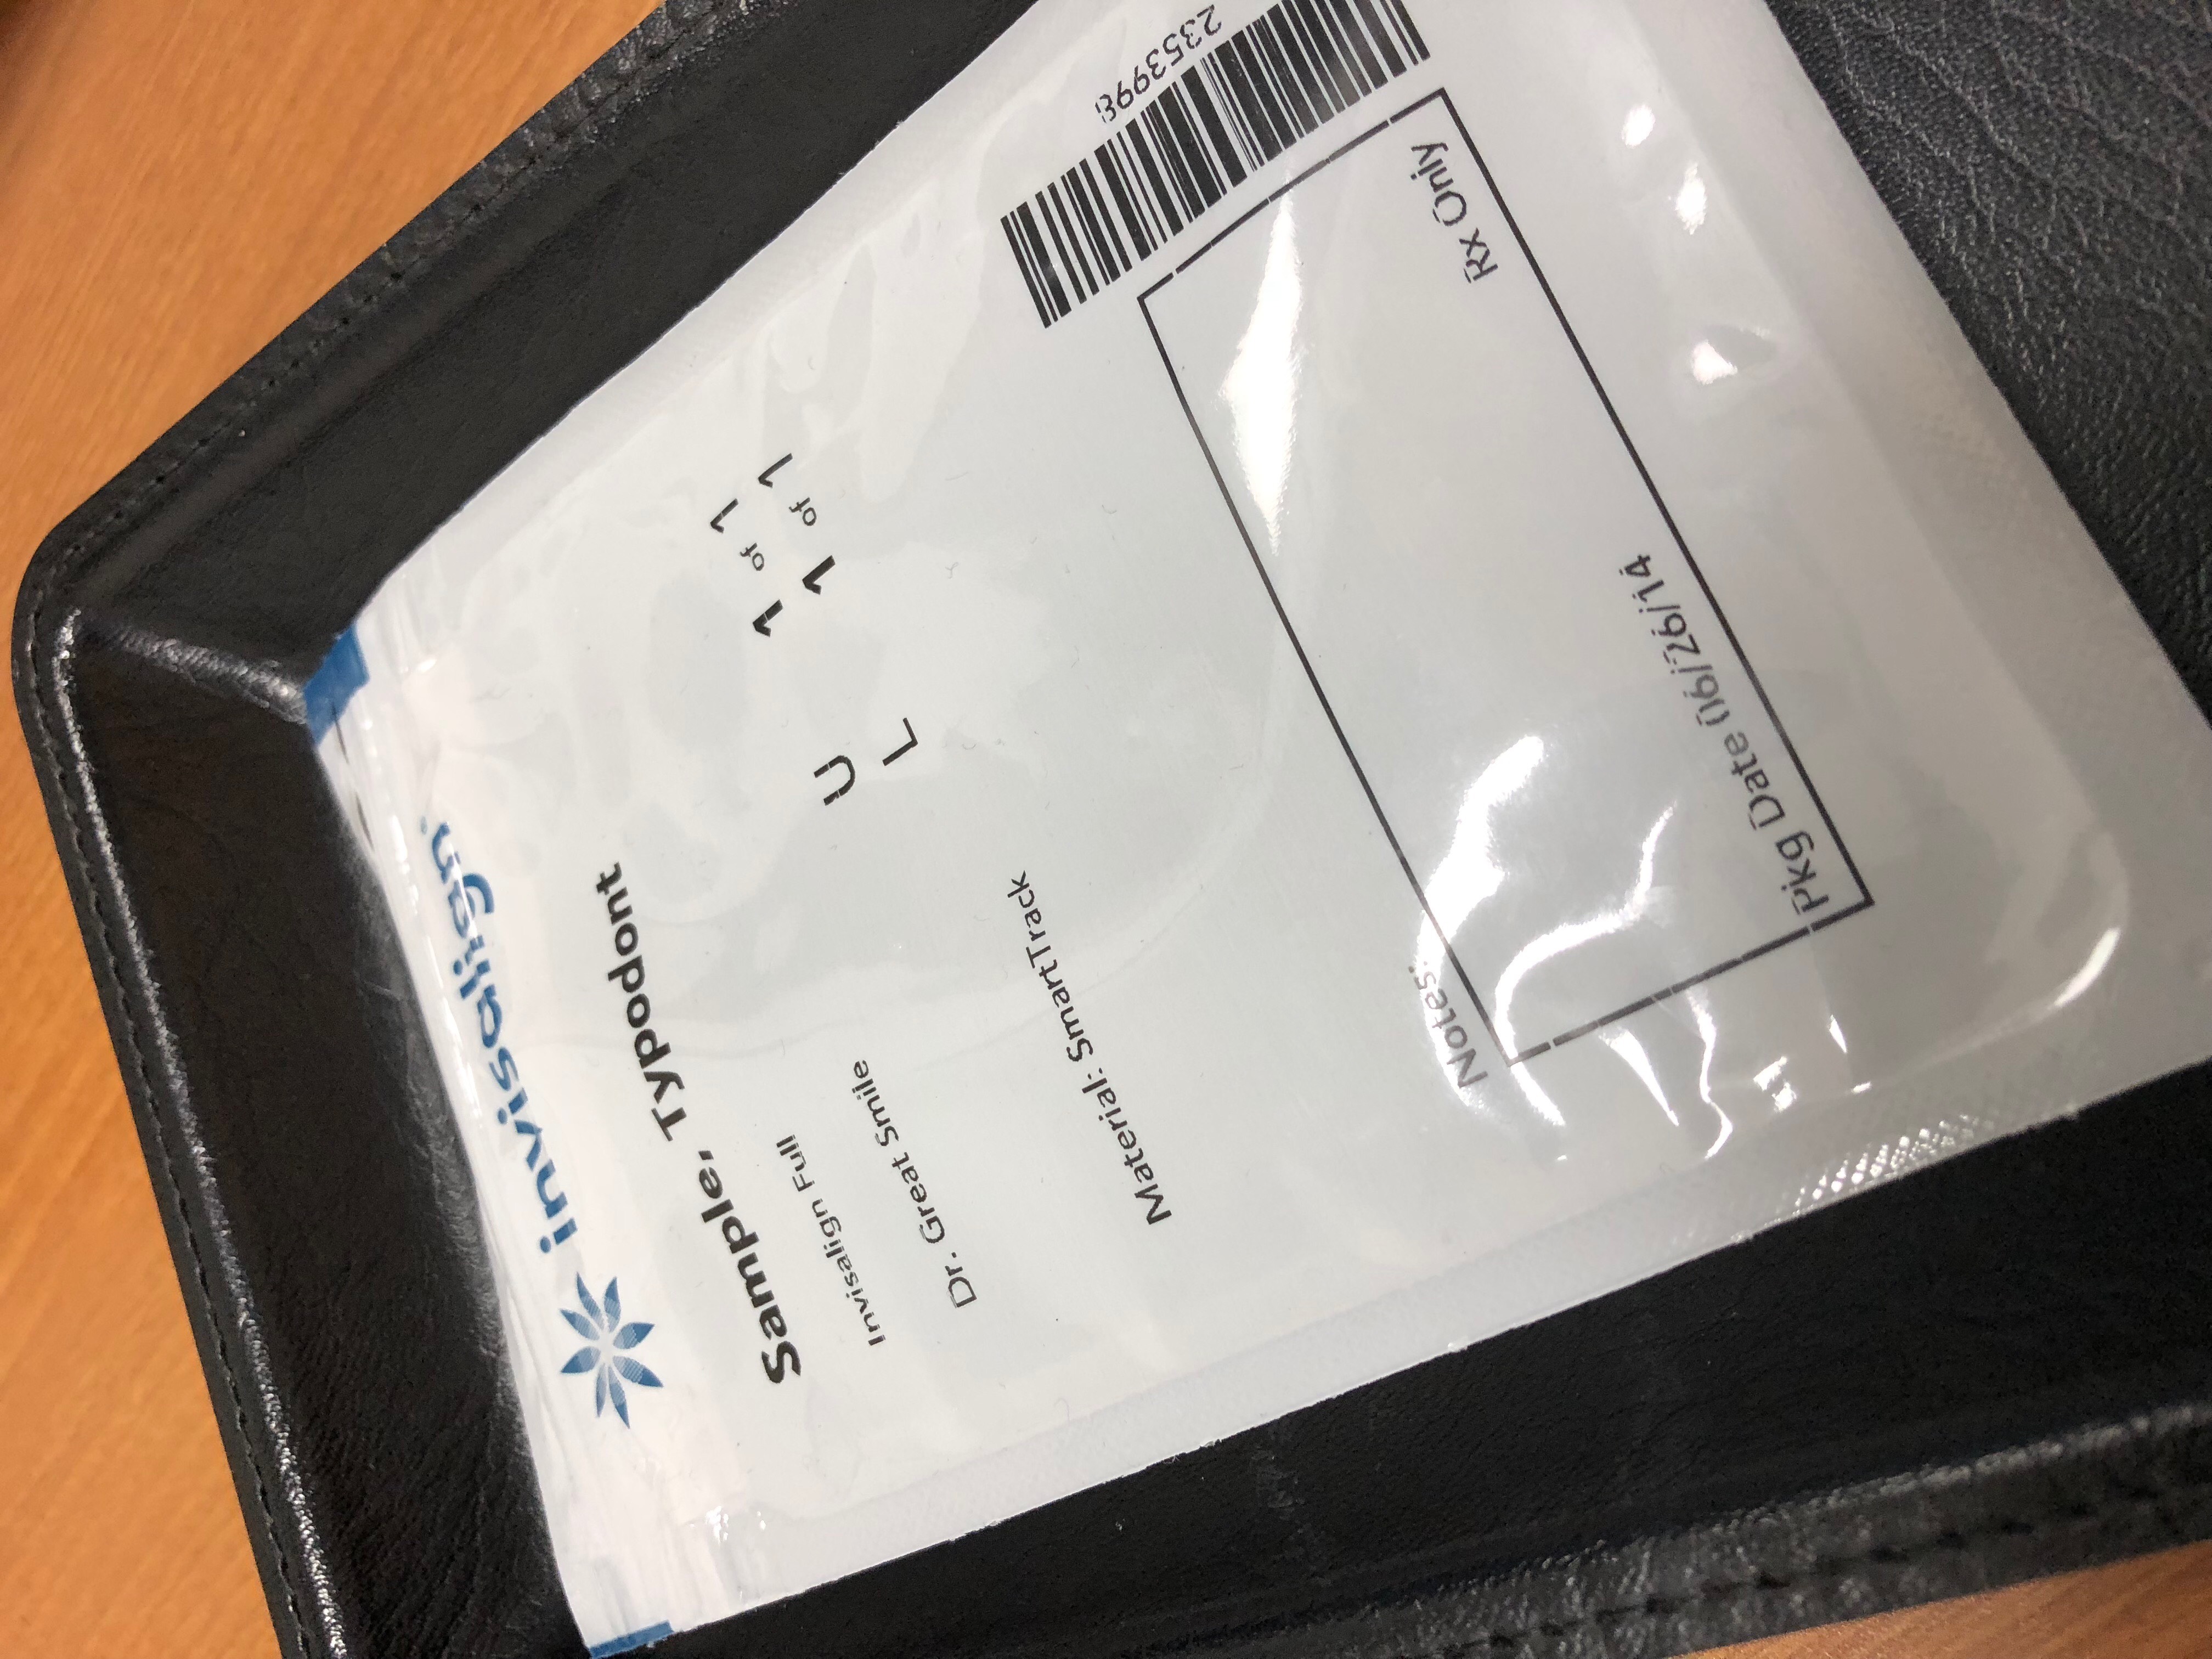 invisalign
Sample, Typodont
Invisalign Full
Dr. Great Smile
U 1 of 1
L 1 of 1
Material: SmartTrack
Notes:
Pkg Date 06/26/14
Rx Only